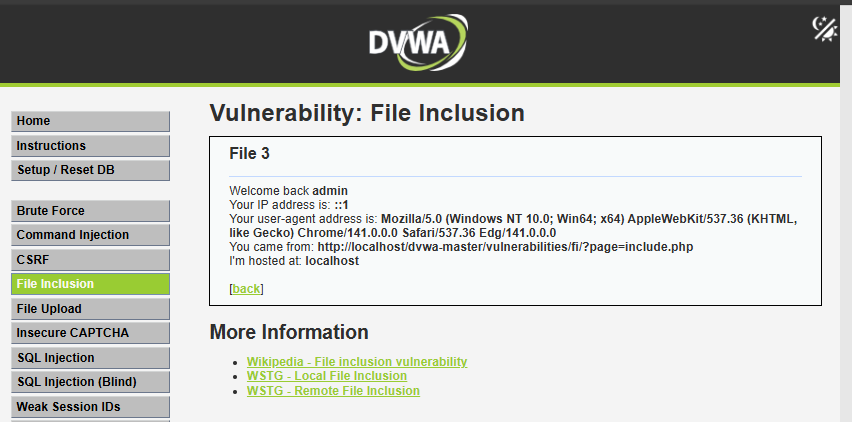 DVWA
Home
Instructions
Setup / Reset DB
Brute Force
Command Injection
CSRF
File Inclusion
File Upload
Insecure CAPTCHA
SQL Injection
SQL Injection (Blind)
Weak Session IDs
Vulnerability: File Inclusion
File 3
Welcome back admin
Your IP address is: ::1
Your user-agent address is: Mozilla/5.0 (Windows NT 10.0; Win64; x64) AppleWebKit/537.36 (KHTML,
like Gecko) Chrome/141.0.0.0 Safari/537.36 Edg/141.0.0.0
You came from: http://localhost/dvwa-master/vulnerabilities/fi/?page=include.php
I'm hosted at: localhost
[back]
More Information
Wikipedia - File inclusion vulnerability
WSTG - Local File Inclusion
WSTG - Remote File Inclusion